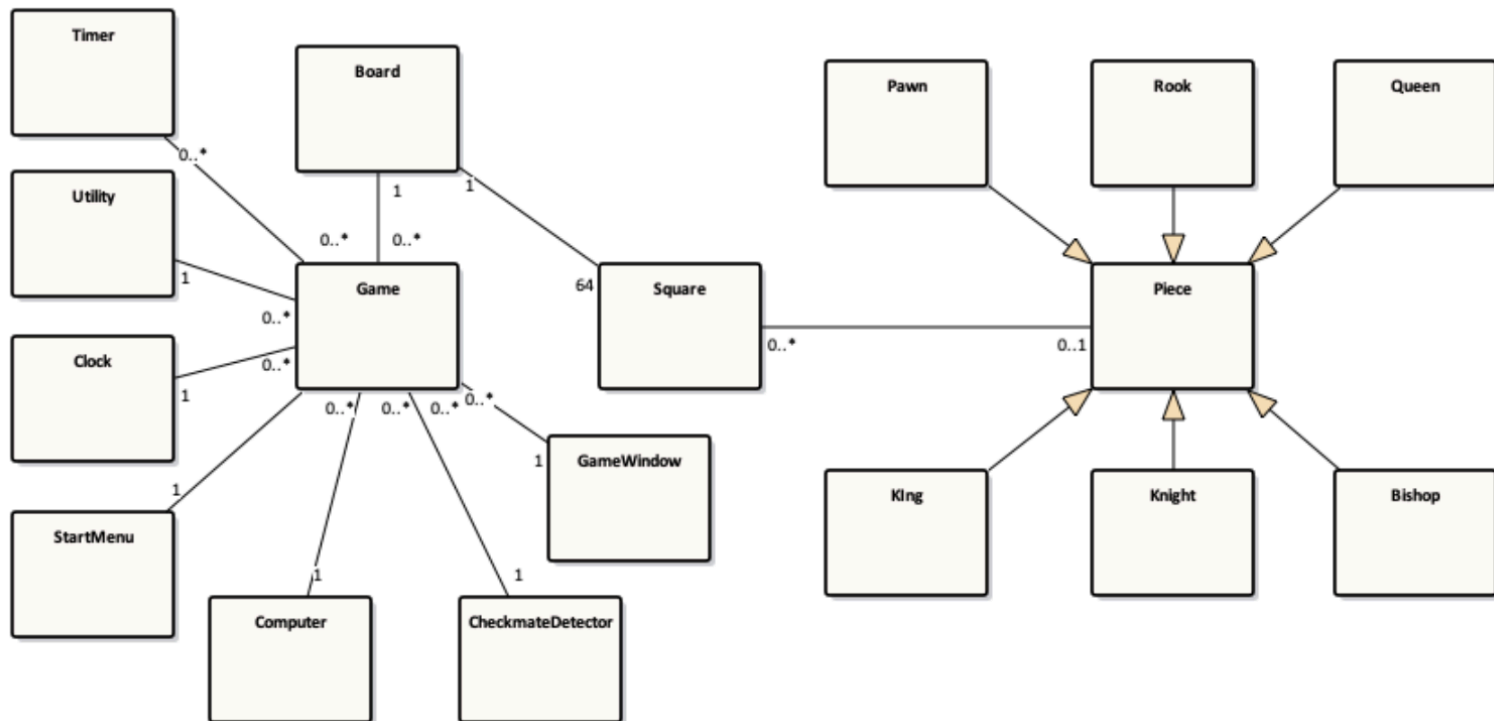 Timer
Board
Pawn
Rook
Queen
0..*
Utility
1
1
0..*
0..*
1
0..*
Game
64
Square
Piece
0..*
0..1
Clock
0..*
1
0..*
0..*
0..*
0..*
1
GameWindow
1
KIng
Knight
Bishop
StartMenu
1
1
Computer
CheckmateDetector